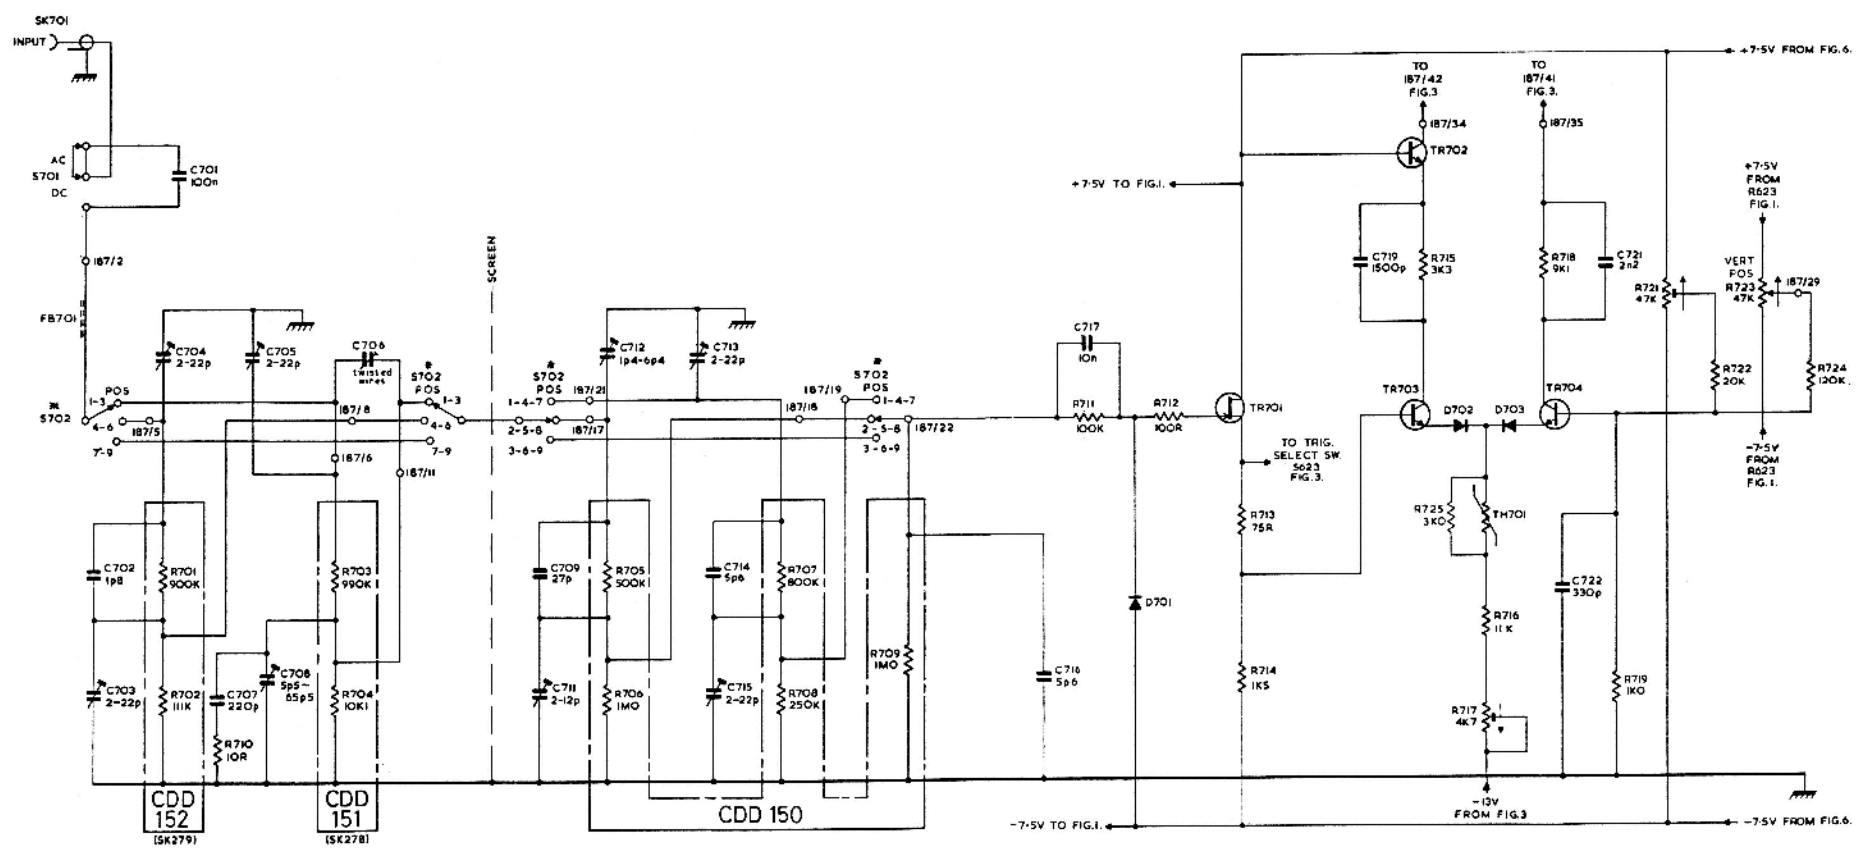 SK701
INPUT
AC
S701
DC
C701
100n
187/2
FB701
C704
2-22p
C705
2-22p
C706
twisted
wires
*
S702
POS
1-3
4-6
7-9
187/5
187/8
187/6
187/11
*
S702
POS
1-3
4-6
7-9
SCREEN
C702
1p8
R701
900K
R703
990K
C703
2-22p
R702
111K
C707
220p
C708
5p5~
65p5
R704
10K1
R710
10R
CDD
152
(SK279)
CDD
151
(SK278)
C712
1p4-6p4
C713
2-22p
*
S702
POS
1-4-7
2-5-8
3-6-9
187/21
187/17
187/19
187/18
187/22
*
S702
POS
1-4-7
2-5-8
3-6-9
C709
27p
R705
500K
C714
5p6
R707
800K
C711
2-12p
R706
1M0
C715
2-22p
R708
250K
R709
1M0
C716
5p6
CDD 150
C717
10n
R711
100K
R712
100R
TR701
D701
+7·5V TO FIG.1.
-7·5V TO FIG.1.
TO TRIG.
SELECT SW.
S623
FIG.3.
R713
75R
R714
1K5
TO
187/42
FIG.3
187/34
TR702
TO
187/41
FIG.3.
187/35
C719
1500p
R715
3K3
R718
9K1
C721
2n2
TR703
D702
D703
TR704
R725
3K0
TH701
R716
11K
R717
4K7
-13V
FROM FIG.3
C722
330p
R719
1K0
R721
47K
R722
20K
+7·5V
FROM
R623
FIG.1.
VERT
POS
R723
47K
187/29
R724
120K.
-7·5V
FROM
R623
FIG.1.
+7·5V FROM FIG.6.
-7·5V FROM FIG.6.